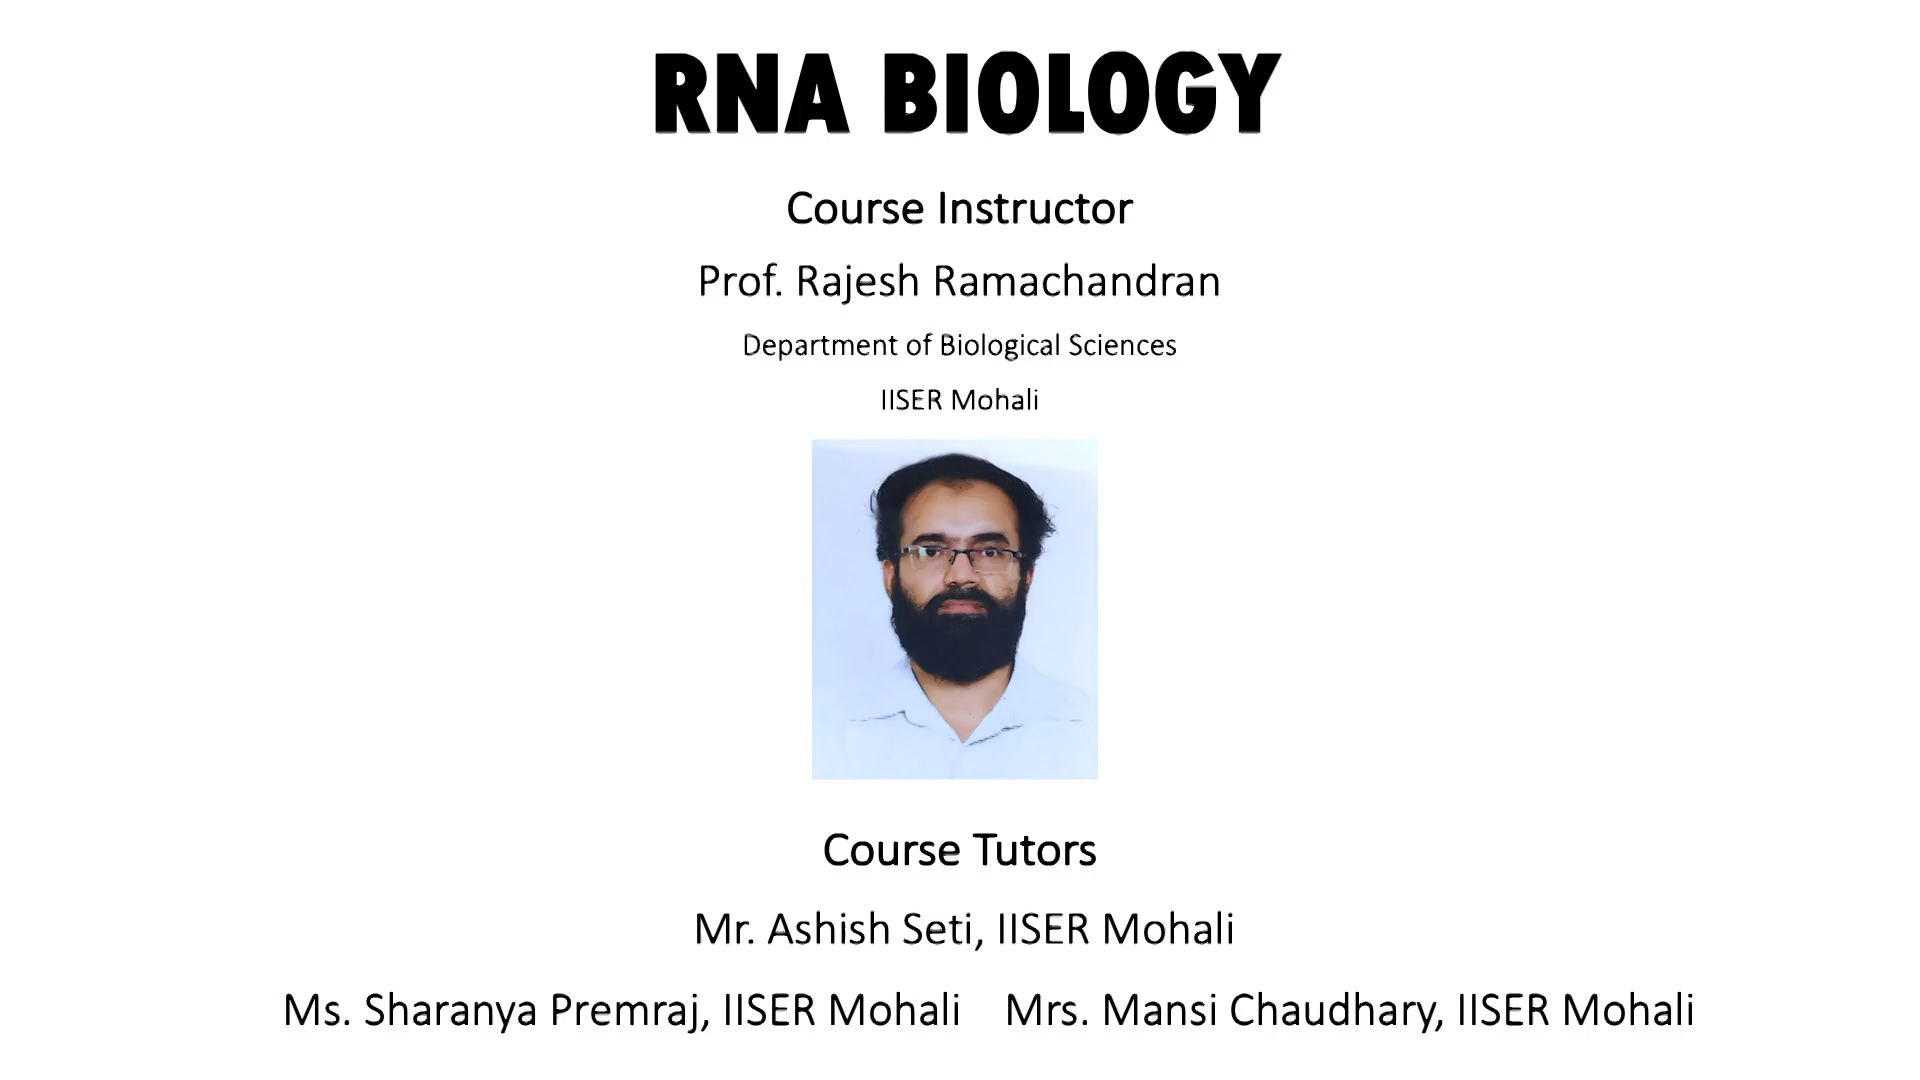 RNA BIOLOGY
Course Instructor
Prof. Rajesh Ramachandran
Department of Biological Sciences
IISER Mohali
Course Tutors
Mr. Ashish Seti, IISER Mohali
Ms. Sharanya Premraj, IISER Mohali Mrs. Mansi Chaudhary, IISER Mohali